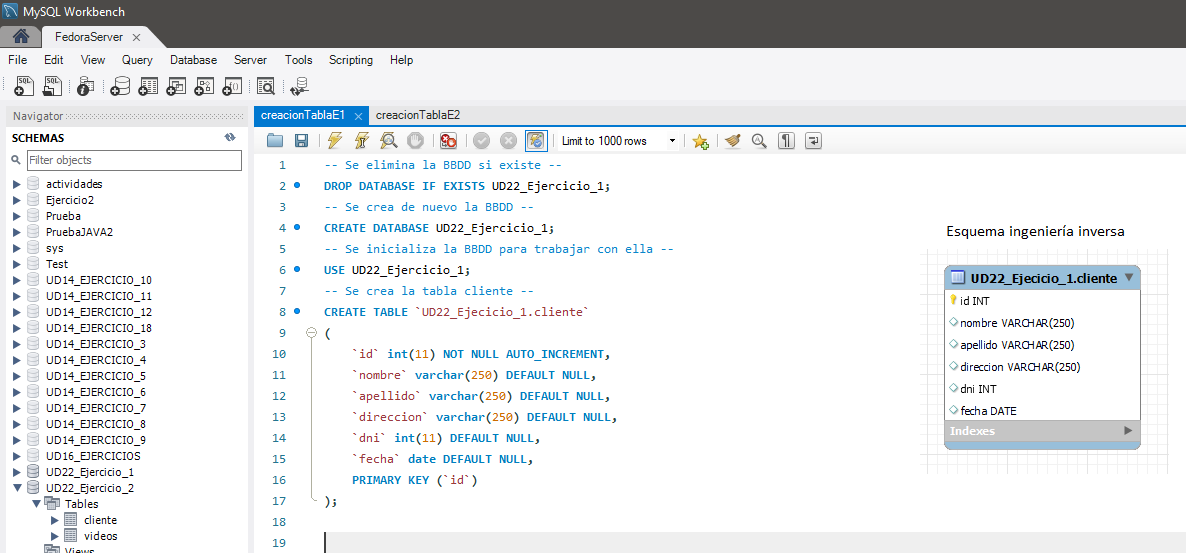 MySQL Workbench
FedoraServer
File Edit View Query Database Server Tools Scripting Help
Navigator
SCHEMAS
Filter objects
actividades
Ejercicio2
Prueba
PruebaJAVA2
sys
Test
UD14_EJERCICIO_10
UD14_EJERCICIO_11
UD14_EJERCICIO_12
UD14_EJERCICIO_18
UD14_EJERCICIO_3
UD14_EJERCICIO_4
UD14_EJERCICIO_5
UD14_EJERCICIO_6
UD14_EJERCICIO_7
UD14_EJERCICIO_8
UD14_EJERCICIO_9
UD16_EJERCICIOS
UD22_Ejercicio_1
UD22_Ejercicio_2
Tables
cliente
videos
Views
creacionTablaE1 creacionTablaE2
Limit to 1000 rows
1 -- Se elimina la BBDD si existe --
2 DROP DATABASE IF EXISTS UD22_Ejercicio_1;
3 -- Se crea de nuevo la BBDD --
4 CREATE DATABASE UD22_Ejercicio_1;
5 -- Se inicializa la BBDD para trabajar con ella --
6 USE UD22_Ejercicio_1;
7 -- Se crea la tabla cliente --
8 CREATE TABLE `UD22_Ejecicio_1.cliente`
9 (
10 `id` int(11) NOT NULL AUTO_INCREMENT,
11 `nombre` varchar(250) DEFAULT NULL,
12 `apellido` varchar(250) DEFAULT NULL,
13 `direccion` varchar(250) DEFAULT NULL,
14 `dni` int(11) DEFAULT NULL,
15 `fecha` date DEFAULT NULL,
16 PRIMARY KEY (`id`)
17 );
18
19
Esquema ingeniería inversa
UD22_Ejecicio_1.cliente
id INT
nombre VARCHAR(250)
apellido VARCHAR(250)
direccion VARCHAR(250)
dni INT
fecha DATE
Indexes